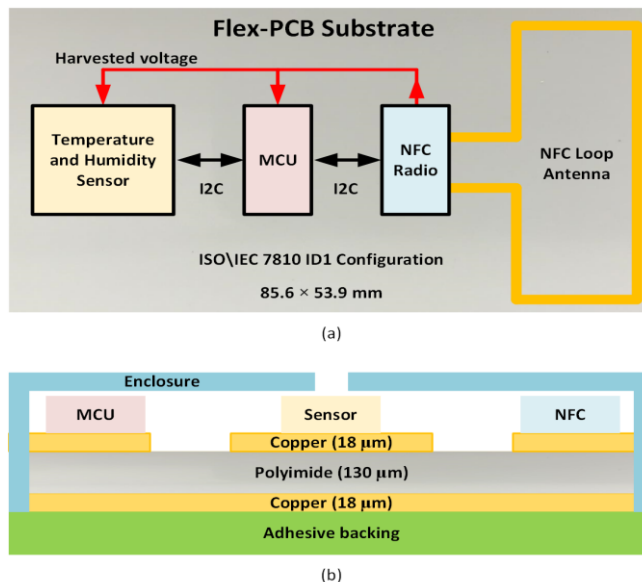 Flex-PCB Substrate
Harvested voltage
Temperature
and Humidity
Sensor
I2C
MCU
I2C
NFC
Radio
NFC Loop
Antenna
ISO\IEC 7810 ID1 Configuration
85.6 × 53.9 mm
(a)
Enclosure
MCU
Sensor
NFC
Copper (18 μm)
Polyimide (130 μm)
Copper (18 μm)
Adhesive backing
(b)